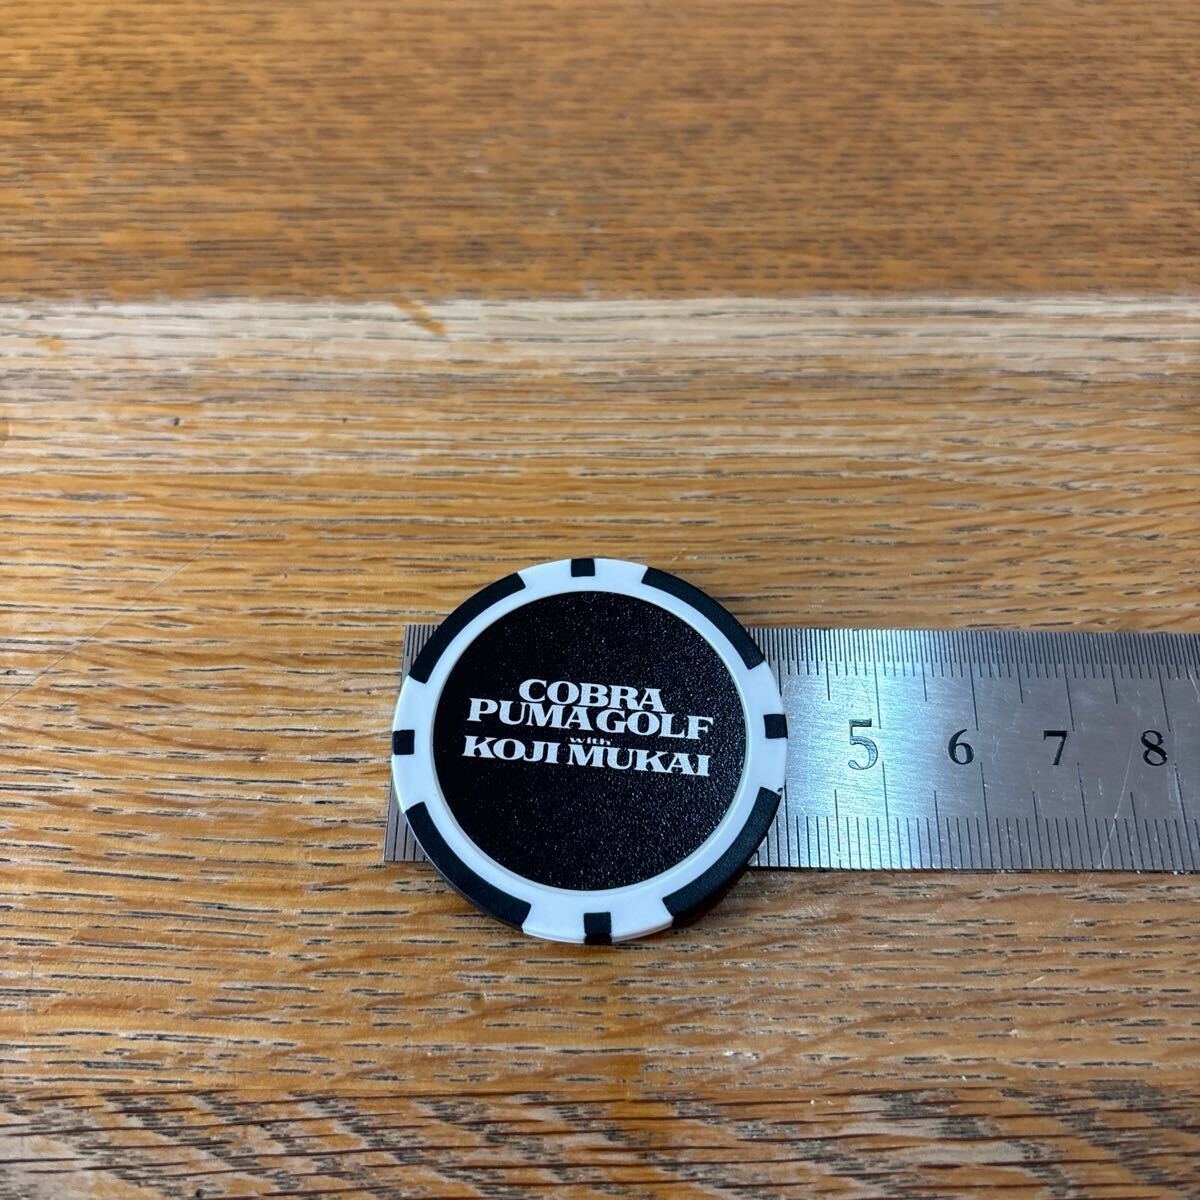 COBRA
PUMA GOLF
with
KOJI MUKAI
5 6 7 8